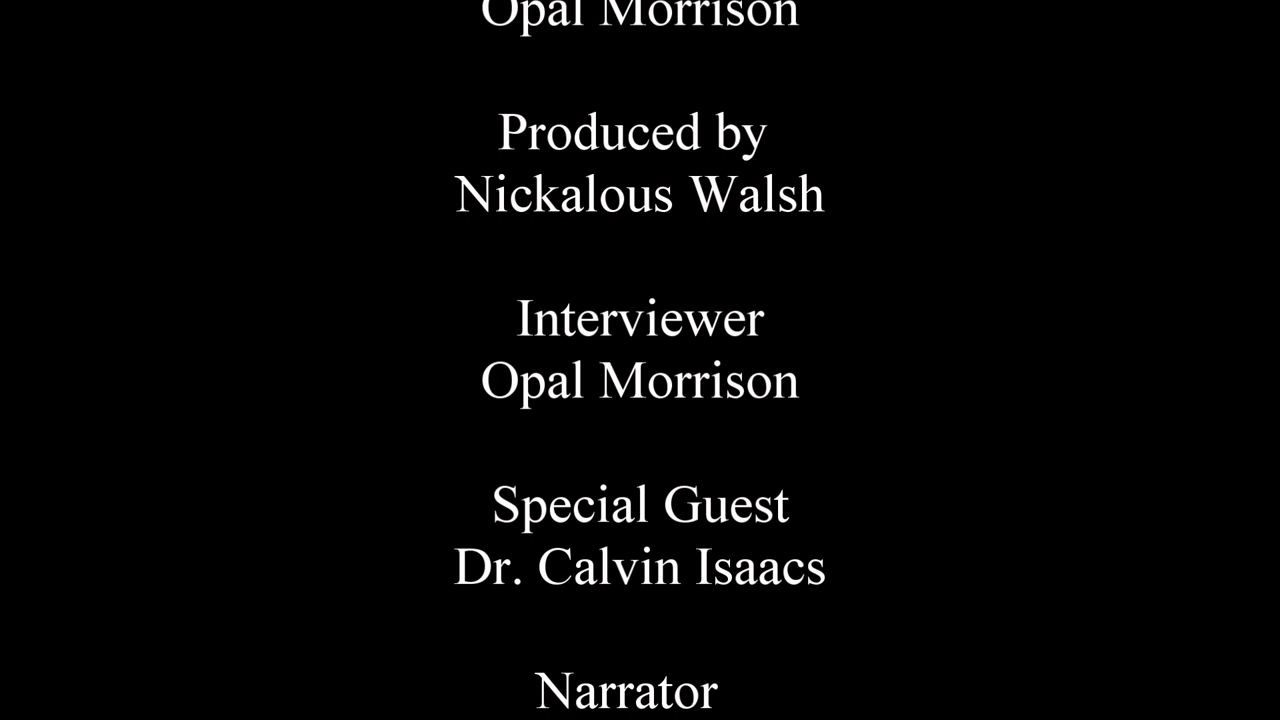 Opal Morrison
Produced by
Nickalous Walsh
Interviewer
Opal Morrison
Special Guest
Dr. Calvin Isaacs
Narrator